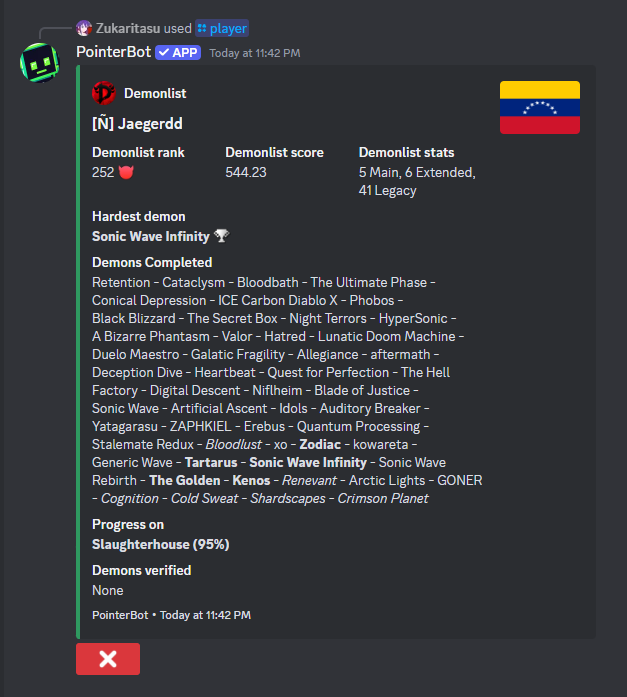 Zukaritasu used player
PointerBot ✓ APP Today at 11:42 PM
Demonlist
[Ñ] Jaegerdd
Demonlist rank Demonlist score Demonlist stats
252 544.23 5 Main, 6 Extended,
41 Legacy
Hardest demon
Sonic Wave Infinity 🏆
Demons Completed
Retention - Cataclysm - Bloodbath - The Ultimate Phase -
Conical Depression - ICE Carbon Diablo X - Phobos -
Black Blizzard - The Secret Box - Night Terrors - HyperSonic -
A Bizarre Phantasm - Valor - Hatred - Lunatic Doom Machine -
Duelo Maestro - Galatic Fragility - Allegiance - aftermath -
Deception Dive - Heartbeat - Quest for Perfection - The Hell
Factory - Digital Descent - Niflheim - Blade of Justice -
Sonic Wave - Artificial Ascent - Idols - Auditory Breaker -
Yatagarasu - ZAPHKIEL - Erebus - Quantum Processing -
Stalemate Redux - Bloodlust - xo - Zodiac - kowareta -
Generic Wave - Tartarus - Sonic Wave Infinity - Sonic Wave
Rebirth - The Golden - Kenos - Renevant - Arctic Lights - GONER
- Cognition - Cold Sweat - Shardscapes - Crimson Planet
Progress on
Slaughterhouse (95%)
Demons verified
None
PointerBot • Today at 11:42 PM